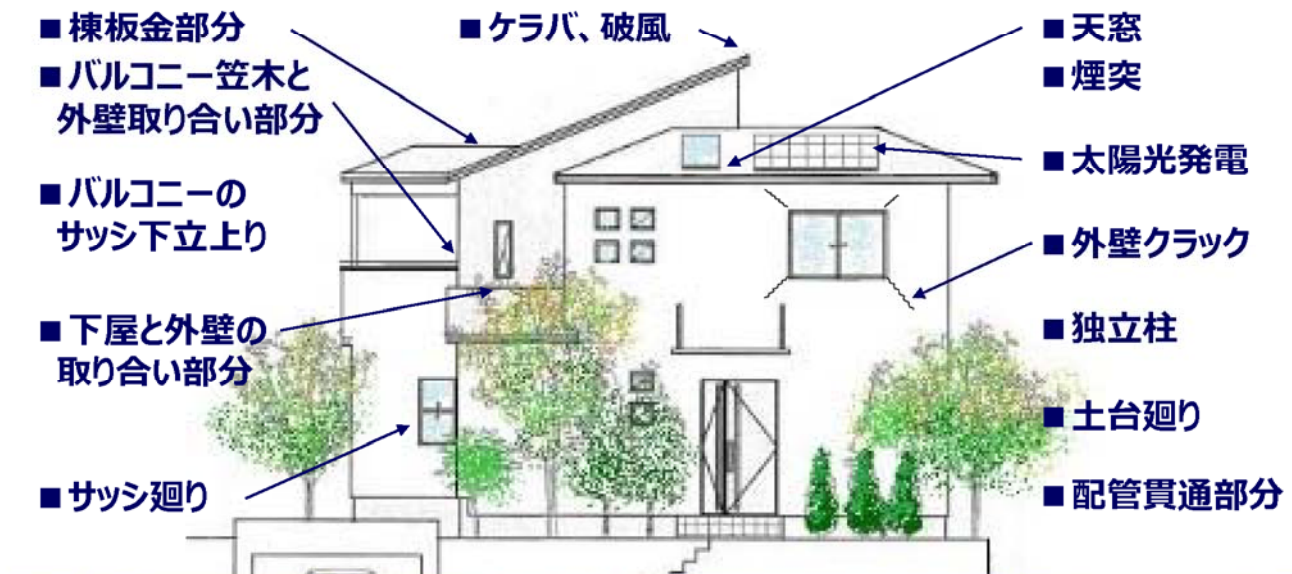 ■棟板金部分
■バルコニー笠木と
外壁取り合い部分
■バルコニーの
サッシ下立上り
■下屋と外壁の
取り合い部分
■サッシ廻り
■ケラバ、破風
■天窓
■煙突
■太陽光発電
■外壁クラック
■独立柱
■土台廻り
■配管貫通部分